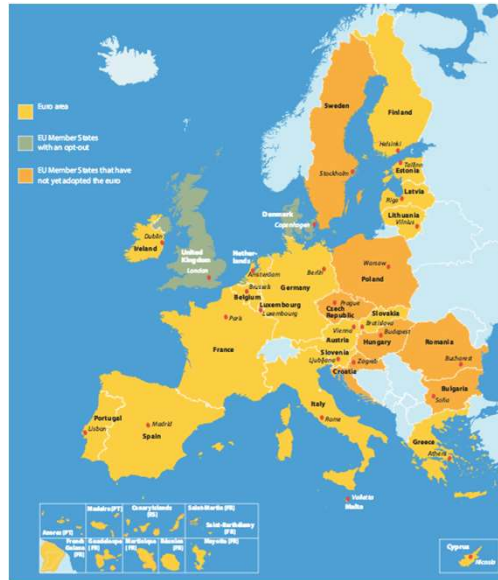 Euro area
EU Member States
with an opt-out
EU Member States that have
not yet adopted the euro
Sweden
Finland
Helsinki
Tallinn
Estonia
Stockholm
Latvia
Riga
Lithuania
Vilnius
Denmark
Copenhagen
Dublin
Ireland
United
Kingdom
London
Nether-
lands
Amsterdam
Berlin
Warsaw
Poland
Brussels
Belgium
Germany
Luxembourg
Luxembourg
Prague
Czech
Republic
Slovakia
Paris
Vienna
Bratislava
Budapest
Austria
Hungary
Romania
France
Slovenia
Ljubljana
Zagreb
Croatia
Bucharest
Bulgaria
Sofia
Italy
Rome
Portugal
Lisbon
Madrid
Spain
Greece
Athens
Valletta
Malta
Azores (PT)
Madeira (PT)
Canary Islands
(ES)
Saint-Martin (FR)
Saint-Barthélemy
(FR)
French
Guiana
(FR)
Guadeloupe
(FR)
Martinique
(FR)
Réunion
(FR)
Mayotte (FR)
Cyprus
Nicosia